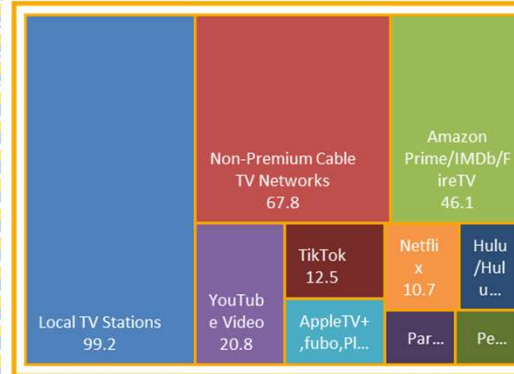 Local TV Stations
99.2
Non-Premium Cable
TV Networks
67.8
Amazon
Prime/IMDb/F
ireTV
46.1
YouTub
e Video
20.8
TikTok
12.5
AppleTV+
,fubo,Pl...
Netfli
x
10.7
Hulu
/Hul
u...
Par...
Pe...